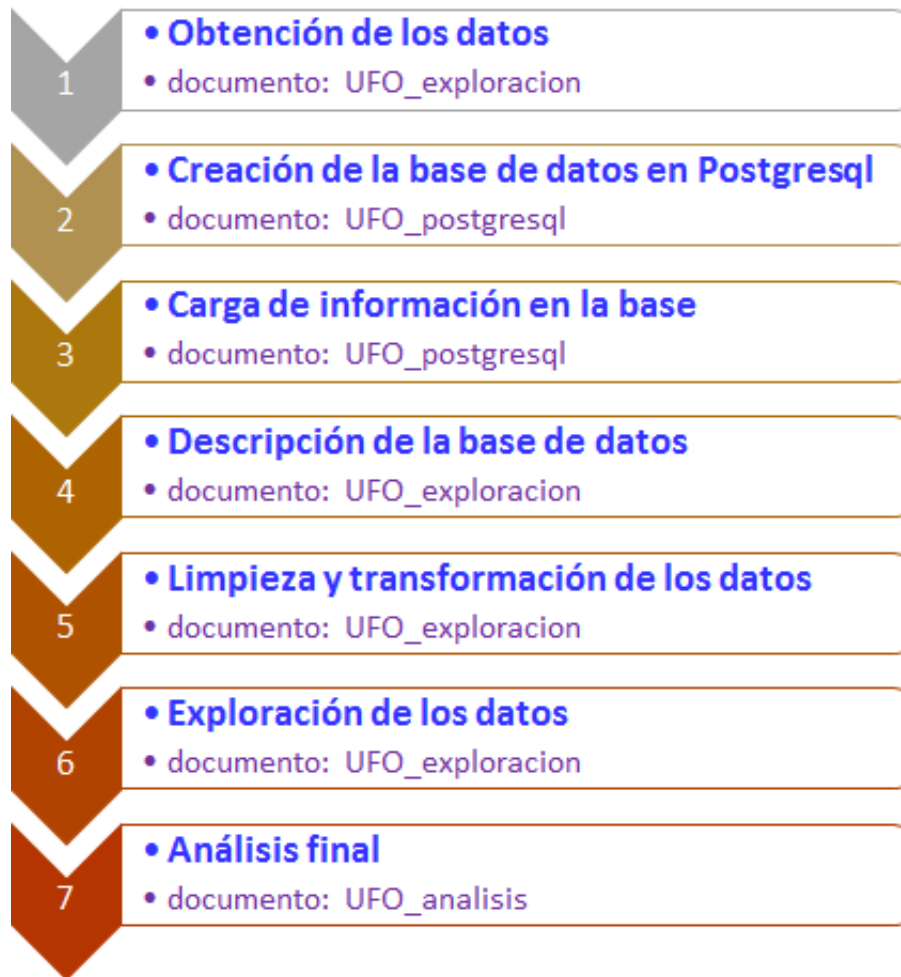 1
• Obtención de los datos
• documento: UFO_exploracion
2
• Creación de la base de datos en Postgresql
• documento: UFO_postgresql
3
• Carga de información en la base
• documento: UFO_postgresql
4
• Descripción de la base de datos
• documento: UFO_exploracion
5
• Limpieza y transformación de los datos
• documento: UFO_exploracion
6
• Exploración de los datos
• documento: UFO_exploracion
7
• Análisis final
• documento: UFO_analisis